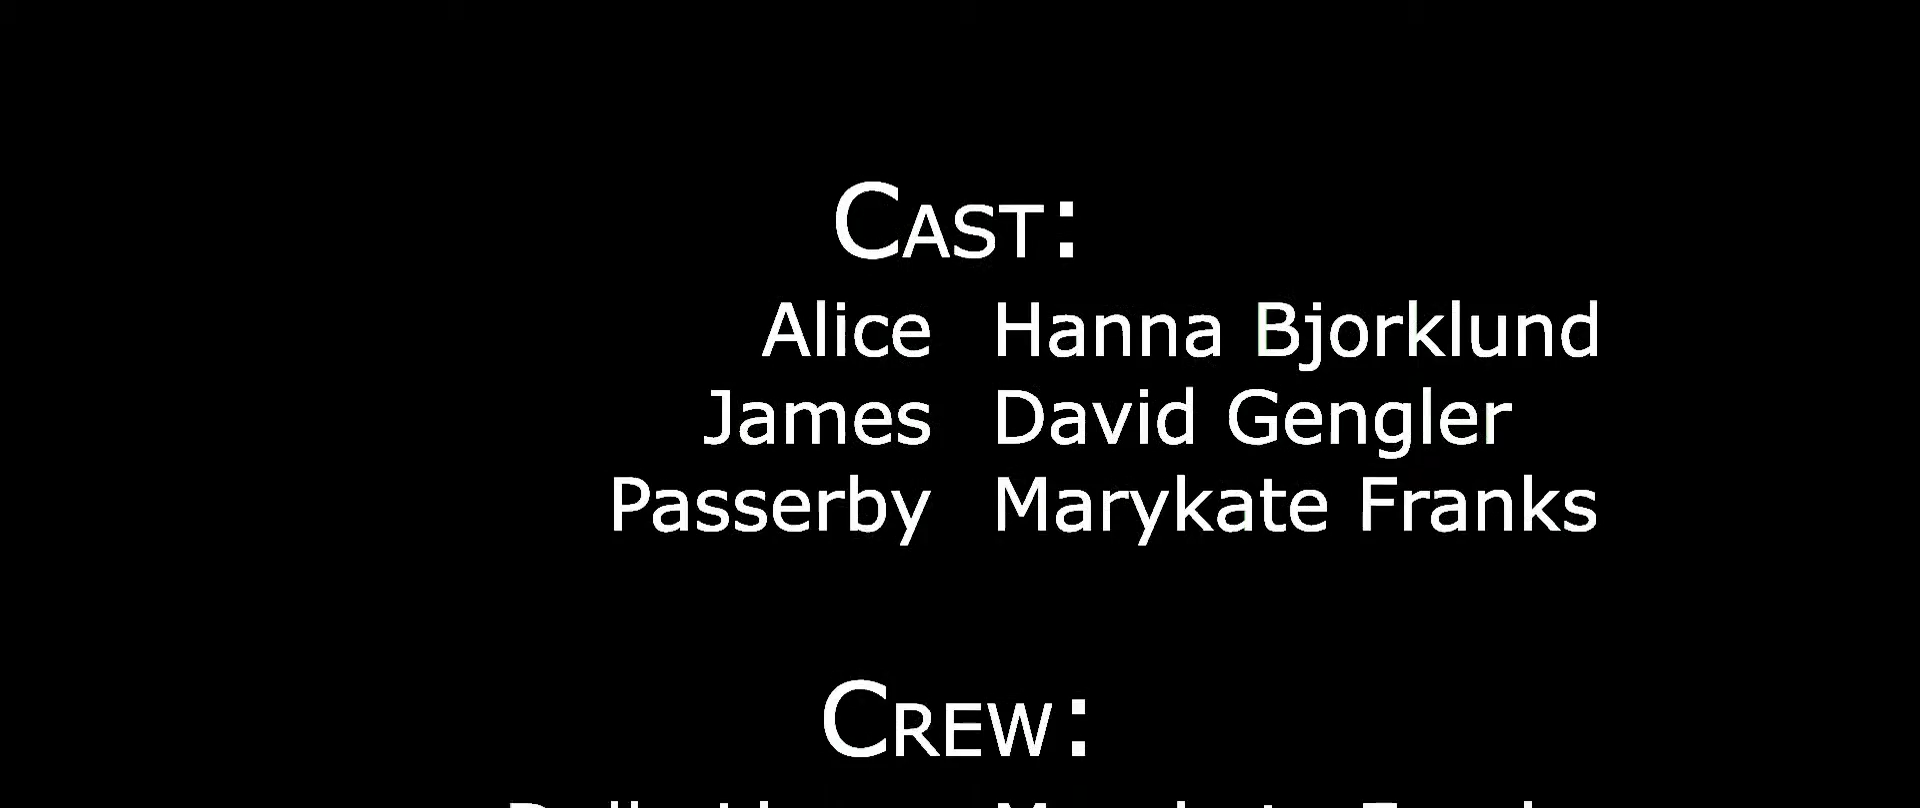 Cast:
Alice Hanna Bjorklund
James David Gengler
Passerby Marykate Franks
Crew: